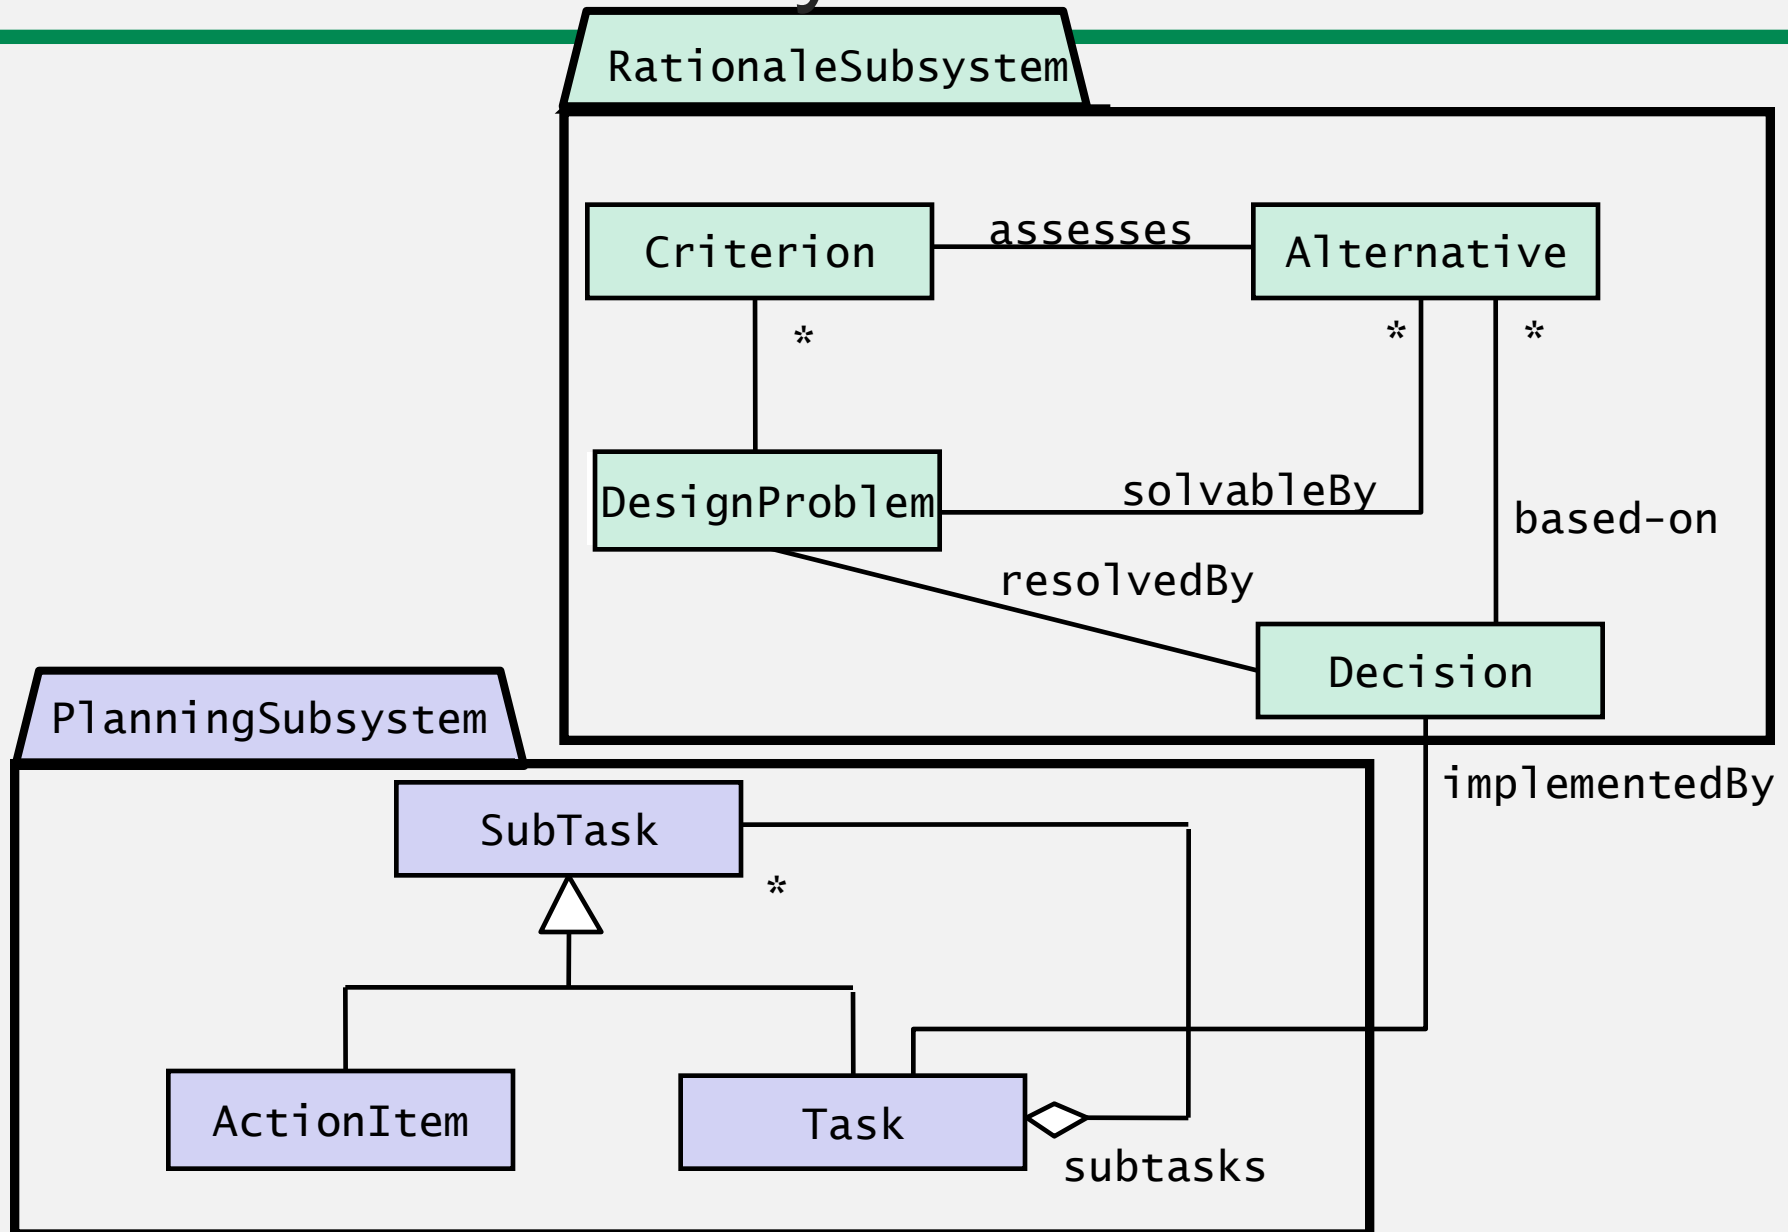 RationaleSubsystem
Criterion
assesses
Alternative
*
*
*
DesignProblem
solvableBy
based-on
resolvedBy
Decision
PlanningSubsystem
implementedBy
SubTask
*
ActionItem
Task
subtasks